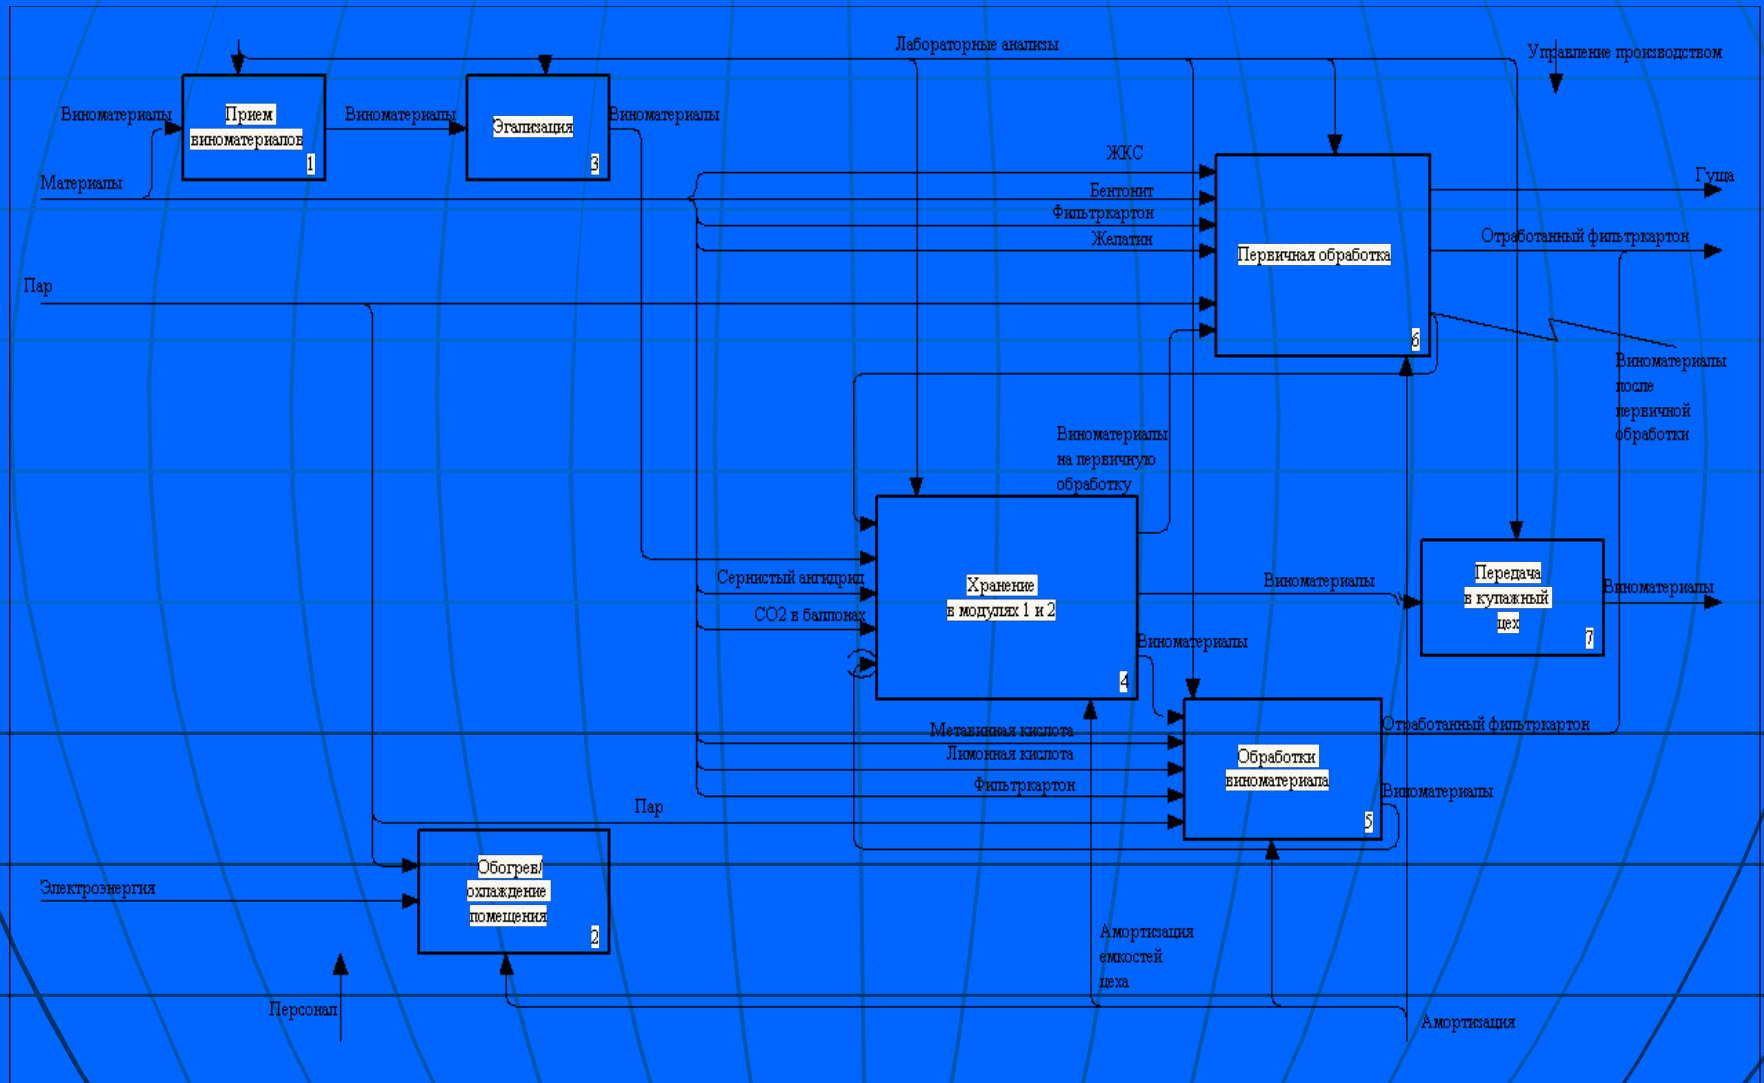 Лабораторные анализы
Управление производством
Виноматериалы
Прием
виноматериалов
1
Виноматериалы
Эгализация
3
Виноматериалы
Материалы
ЖКС
Бентонит
Фильтркартон
Желатин
Первичная обработка
6
Гуща
Отработанный фильтркартон
Пар
Виноматериалы
после
первичной
обработки
Виноматериалы
на первичную
обработку
Сернистый ангидрид
СО2 в баллонах
Хранение
в модулях 1 и 2
4
Виноматериалы
Передача
в купажный
цех
7
Виноматериалы
Виноматериалы
Метавинная кислота
Лимонная кислота
Фильтркартон
Пар
Обработки
виноматериала
5
Отработанный фильтркартон
Виноматериалы
Обогрев/
охлаждение
помещения
2
Электроэнергия
Персонал
Амортизация
емкостей
цеха
Амортизация